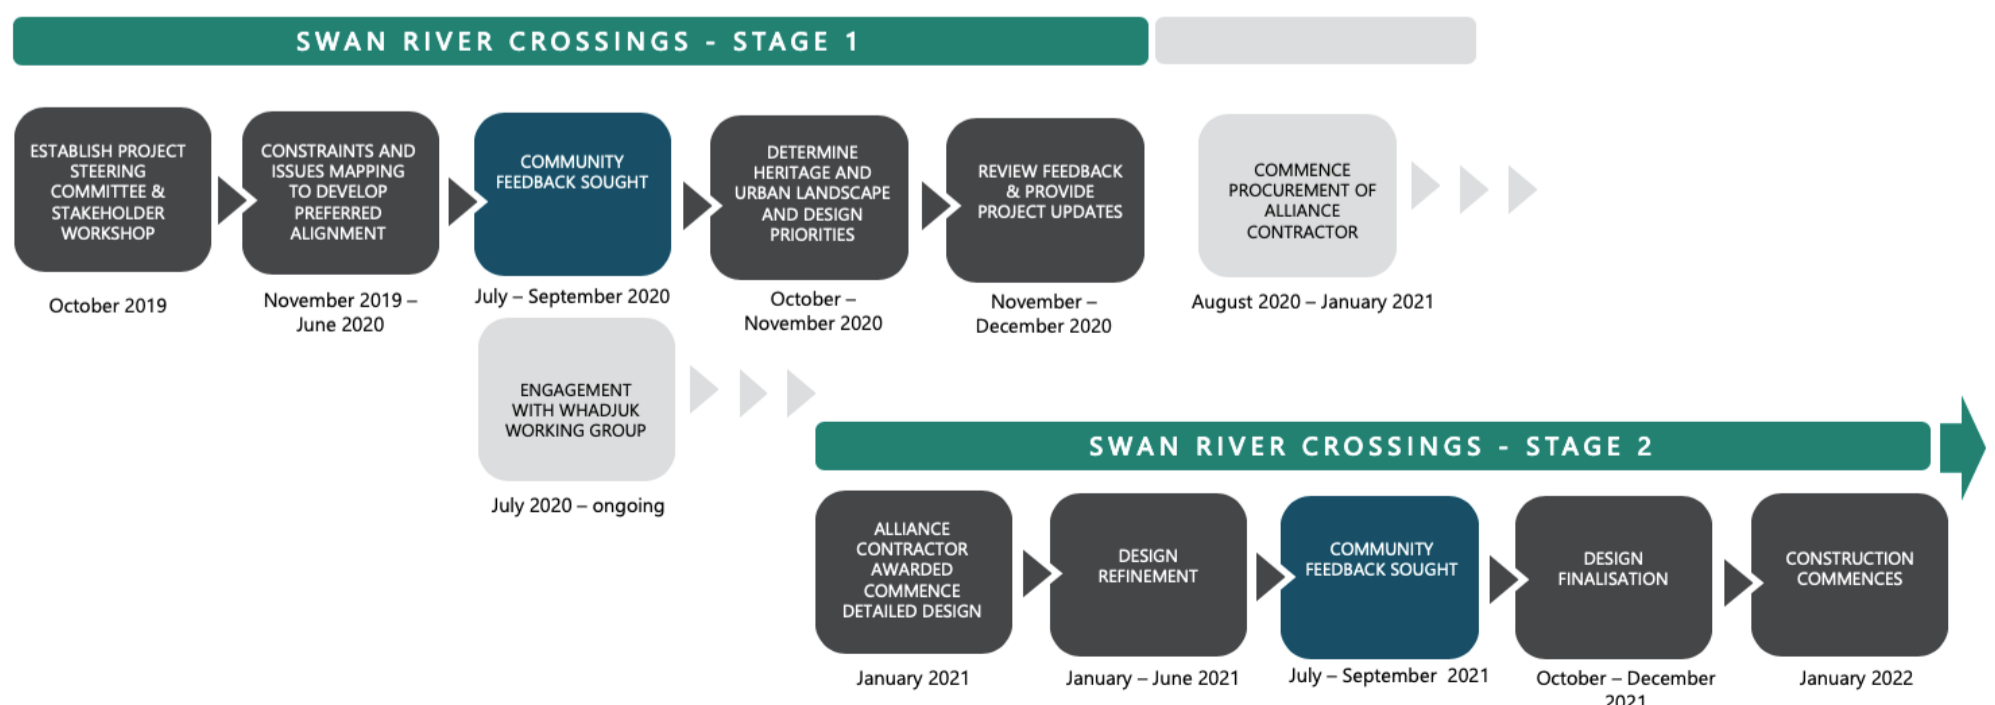 SWAN RIVER CROSSINGS - STAGE 1
ESTABLISH PROJECT
STEERING
COMMITTEE &
STAKEHOLDER
WORKSHOP
October 2019
CONSTRAINTS AND
ISSUES MAPPING
TO DEVELOP
PREFERRED
ALIGNMENT
November 2019 –
June 2020
COMMUNITY
FEEDBACK SOUGHT
July – September 2020
DETERMINE
HERITAGE AND
URBAN LANDSCAPE
AND DESIGN
PRIORITIES
October –
November 2020
REVIEW FEEDBACK
& PROVIDE
PROJECT UPDATES
November –
December 2020
COMMENCE
PROCUREMENT OF
ALLIANCE
CONTRACTOR
August 2020 – January 2021
ENGAGEMENT
WITH WHADJUK
WORKING GROUP
July 2020 – ongoing
SWAN RIVER CROSSINGS - STAGE 2
ALLIANCE
CONTRACTOR
AWARDED
COMMENCE
DETAILED DESIGN
January 2021
DESIGN
REFINEMENT
January – June 2021
COMMUNITY
FEEDBACK SOUGHT
July – September 2021
DESIGN
FINALISATION
October – December
2021
CONSTRUCTION
COMMENCES
January 2022